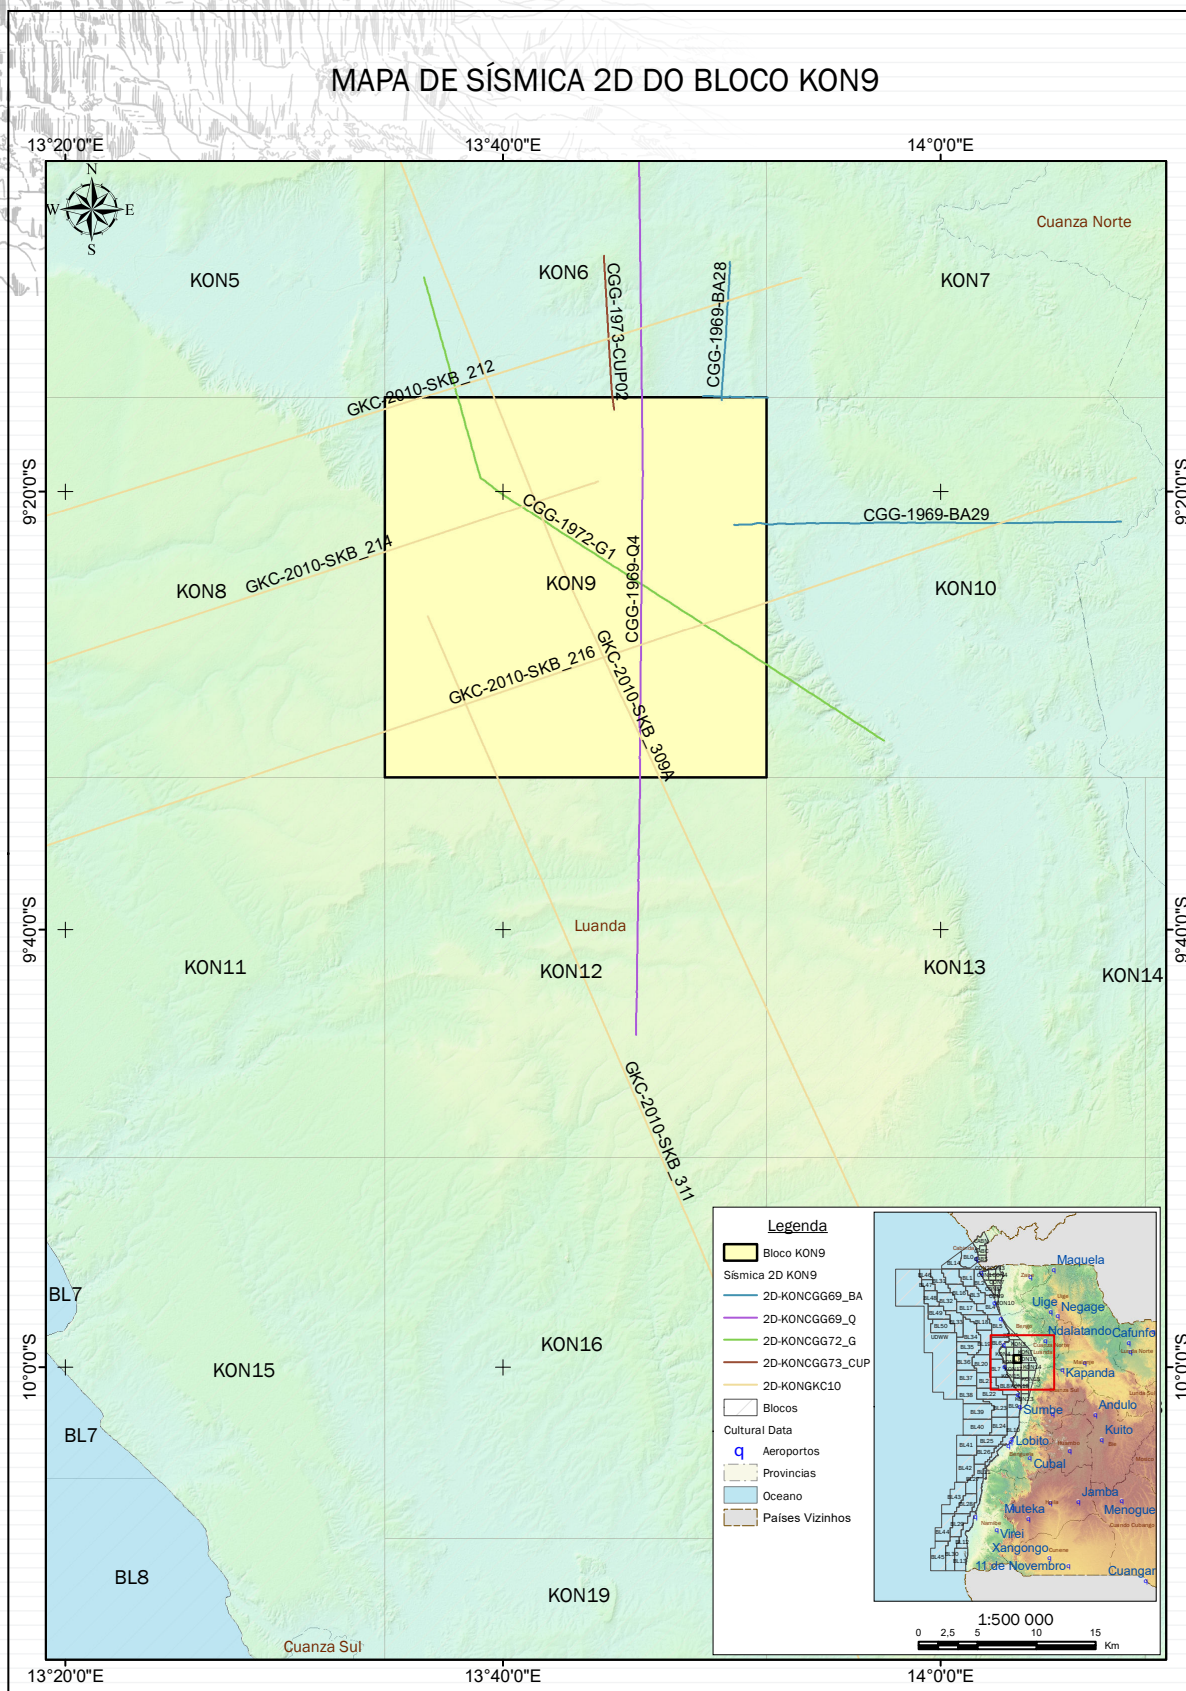 MAPA DE SÍSMICA 2D DO BLOCO KON9
13°20'0"E
13°40'0"E
14°0'0"E
N
W
E
S
Cuanza Norte
KON5
KON6
KON7
CGG-1973-CUP02
CGG-1969-BA28
GKC-2010-SKB_212
9°20'0"S
9°20'0"S
CGG-1972-G1
CGG-1969-BA29
GKC-2010-SKB_214
CGG-1969-Q4
KON8
KON9
KON10
GKC-2010-SKB_216
GKC-2010-SKB_309A
9°40'0"S
9°40'0"S
Luanda
KON11
KON12
KON13
KON14
GKC-2010-SKB_311
BL7
KON15
KON16
10°0'0"S
10°0'0"S
BL7
BL8
KON19
Cuanza Sul
Legenda
Bloco KON9
Sísmica 2D KON9
2D-KONCGG69_BA
2D-KONCGG69_Q
2D-KONCGG72_G
2D-KONCGG73_CUP
2D-KONGKC10
Blocos
Cultural Data
q Aeroportos
Provincias
Oceano
Países Vizinhos
Maquela
Uige
Negage
Ndalatando
Cafunfo
Kapanda
Sumbe
Andulo
Kuito
Lobito
Cubal
Jamba
Muteka
Menogue
Virei
Xangongo
11 de Novembro
Cuangar
1:500 000
0 2,5 5 10 15
Km
13°20'0"E
13°40'0"E
14°0'0"E